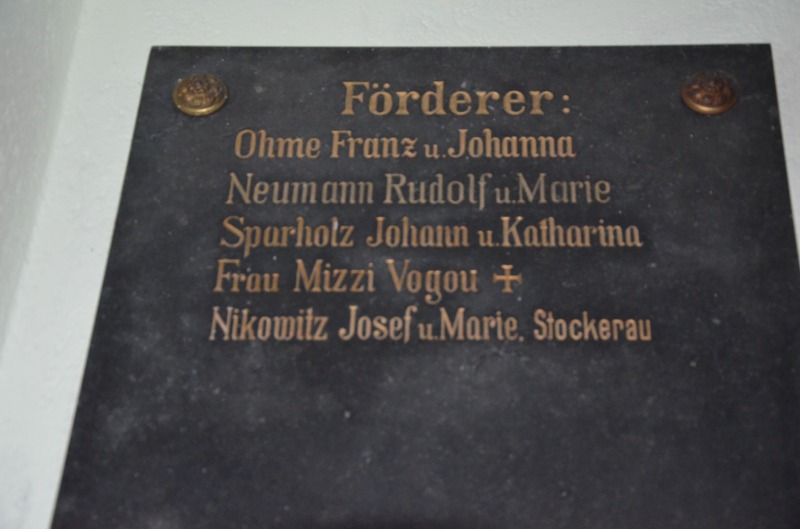 Förderer:
Ohme Franz u. Johanna
Neumann Rudolf u. Marie
Sparholz Johann u. Katharina
Frau Mizzi Vogou ✠
Nikowitz Josef u. Marie. Stockerau